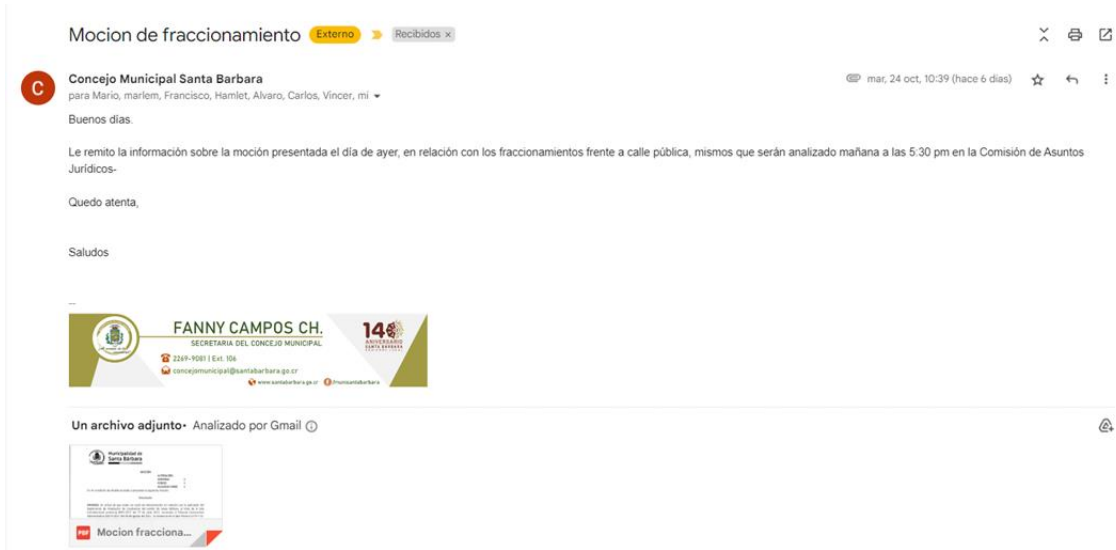 Mocion de fraccionamiento Externo Recibidos x
C
Concejo Municipal Santa Barbara
mar, 24 oct, 10:39 (hace 6 días)
para Mario, marlem, Francisco, Hamlet, Alvaro, Carlos, Vincer, mí
Buenos días.
Le remito la información sobre la moción presentada el día de ayer, en relación con los fraccionamientos frente a calle pública, mismos que serán analizado mañana a las 5:30 pm en la Comisión de Asuntos
Jurídicos-
Quedo atenta,
Saludos
--
FANNY CAMPOS CH.
SECRETARIA DEL CONCEJO MUNICIPAL
2269-9081 | Ext. 106
concejomunicipal@santabarbara.go.cr
www.santabarbara.go.cr
140
ANIVERSARIO
SANTA BARBARA
Un archivo adjunto• Analizado por Gmail
Municipalidad de
Santa Bárbara
PDF Mocion fracciona...